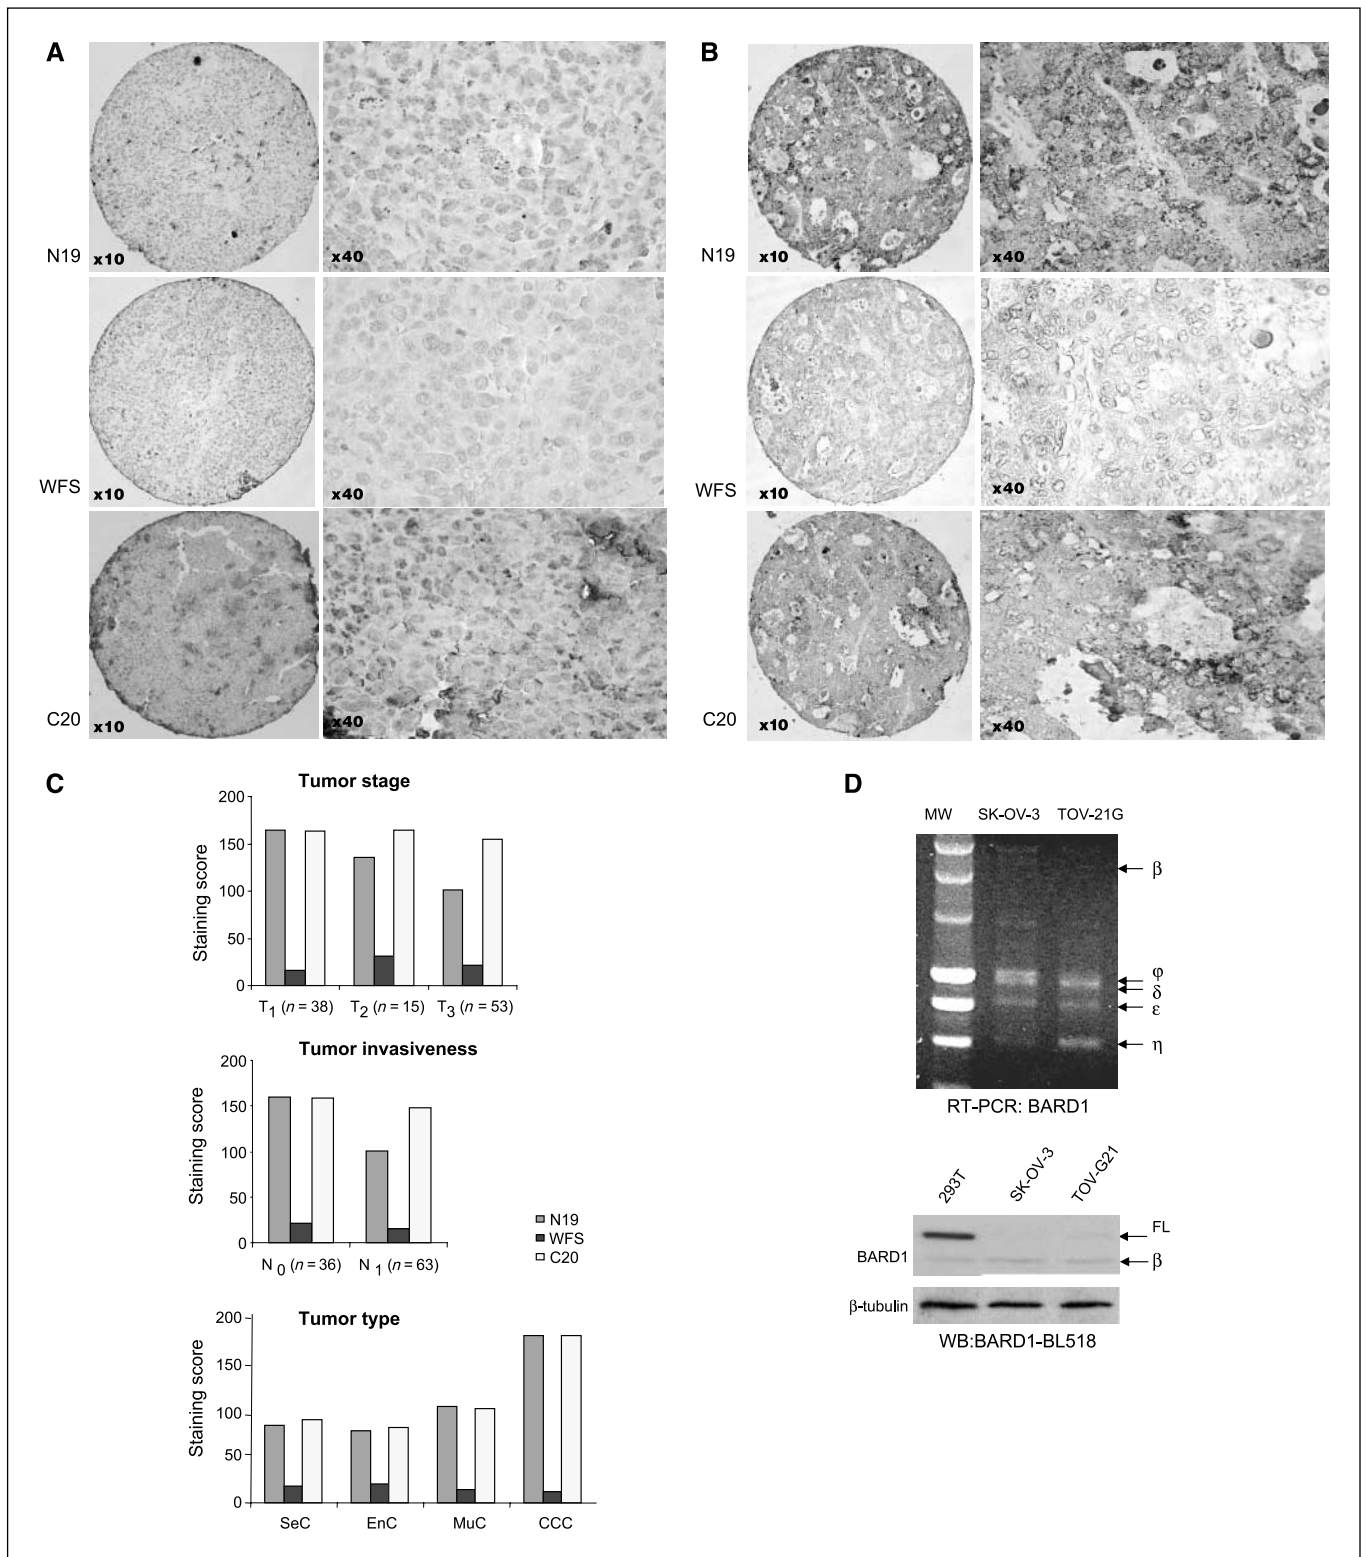 A
B
N19
x10
x40
N19
x10
x40
WFS
x10
x40
WFS
x10
x40
C20
x10
x40
C20
x10
x40
C
Tumor stage
Staining score
200
150
100
50
0
T1 (n = 38)
T2 (n = 15)
T3 (n = 53)
Tumor invasiveness
Staining score
200
150
100
50
0
N 0 (n = 36)
N 1 (n = 63)
N19
WFS
C20
Tumor type
Staining score
200
150
100
50
0
SeC
EnC
MuC
CCC
D
MW
SK-OV-3
TOV-21G
β
φ
δ
ε
η
RT-PCR: BARD1
293T
SK-OV-3
TOV-G21
FL
BARD1
β
β-tubulin
WB:BARD1-BL518